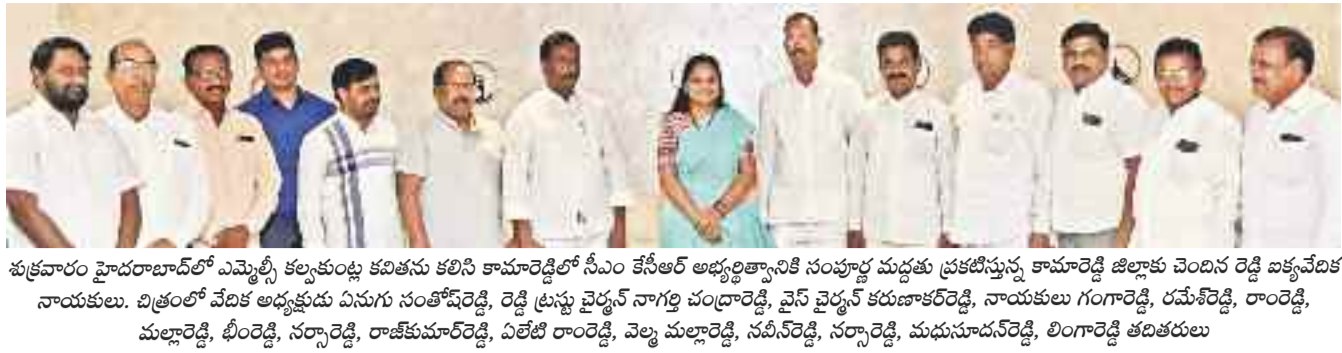 శుక్రవారం హైదరాబాద్‌లో ఎమ్మెల్సీ కల్వకుంట్ల కవితను కలిసి కామారెడ్డిలో సీఎం కేసీఆర్ అభ్యర్థిత్వానికి సంపూర్ణ మద్దతు ప్రకటిస్తున్న కామారెడ్డి జిల్లాకు చెందిన రెడ్డి ఐక్యవేదిక
నాయకులు. చిత్రంలో వేదిక అధ్యక్షుడు ఏనుగు సంతోష్‌రెడ్డి, రెడ్డి ట్రస్టు చైర్మన్ నాగర్తి చంద్రారెడ్డి, వైస్ చైర్మన్ కరుణాకర్‌రెడ్డి, నాయకులు గంగారెడ్డి, రమేశ్‌రెడ్డి, రాంరెడ్డి,
మల్లారెడ్డి, భీంరెడ్డి, నర్సారెడ్డి, రాజ్‌కుమార్‌రెడ్డి, ఏలేటి రాంరెడ్డి, వెల్మ మల్లారెడ్డి, నవీన్‌రెడ్డి, నర్సారెడ్డి, మధుసూదన్‌రెడ్డి, లింగారెడ్డి తదితరులు